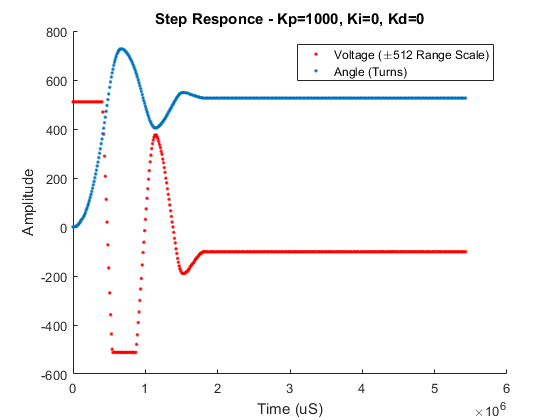 Step Responce - Kp=1000, Ki=0, Kd=0
Voltage (±512 Range Scale)
Angle (Turns)
800
600
400
200
0
-200
-400
-600
Amplitude
0 1 2 3 4 5 6
Time (uS)
×10^6